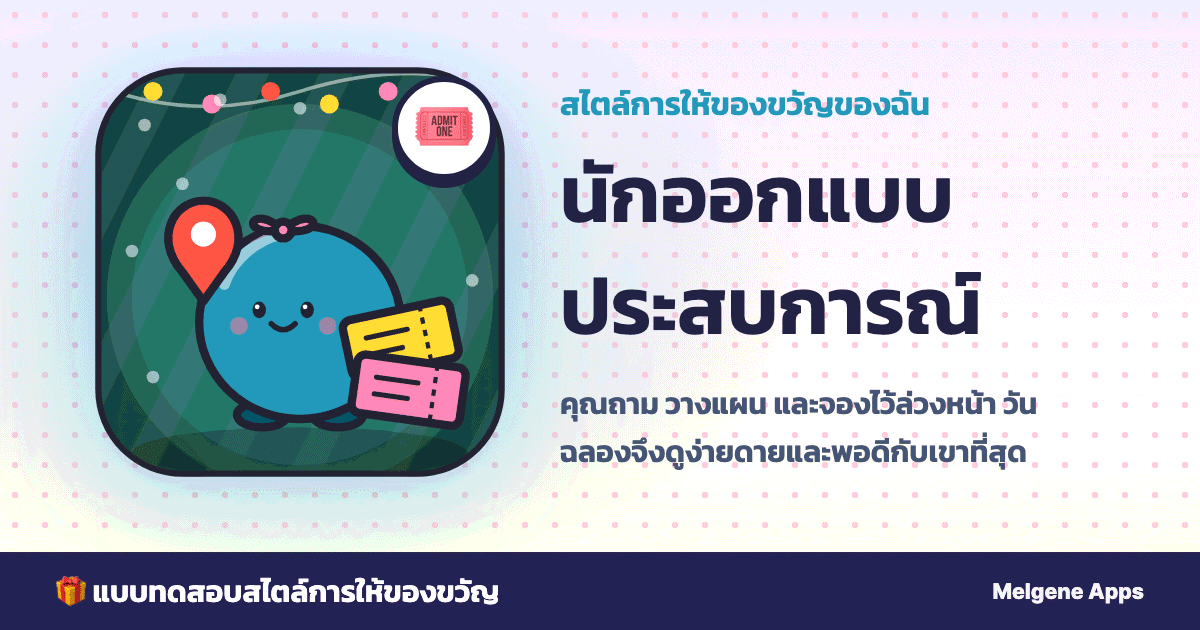 ADMIT
ONE
สไตล์การให้ของขวัญของฉัน
นักออกแบบ
ประสบการณ์
คุณถาม วางแผน และจองไว้ล่วงหน้า วัน
ฉลองจึงดูง่ายดายและพอดีกับเขาที่สุด
แบบทดสอบสไตล์การให้ของขวัญ
Melgene Apps